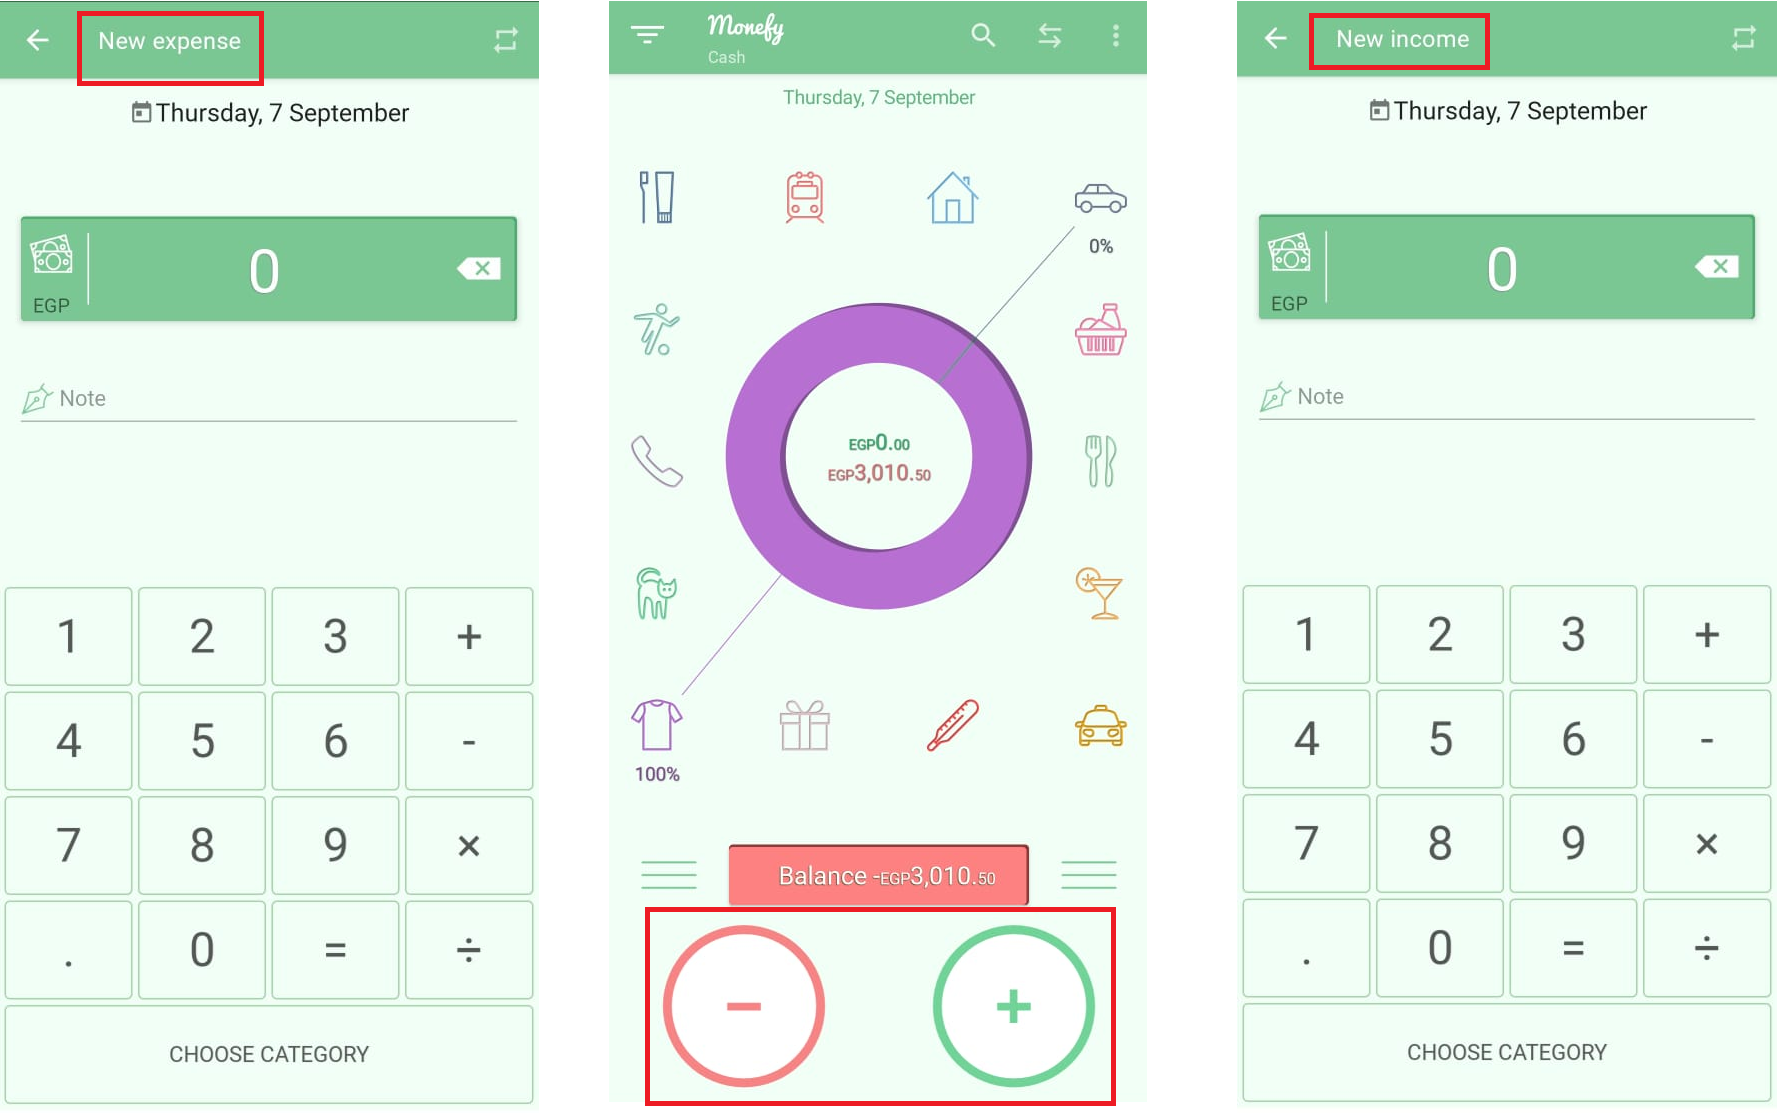 New expense
Thursday, 7 September
0
EGP
Note
1 2 3 +
4 5 6 -
7 8 9 ×
. 0 = ÷
CHOOSE CATEGORY
Monefy
Cash
Thursday, 7 September
0%
EGP0.00
EGP3,010.50
100%
Balance -EGP3,010.50
− +
New income
Thursday, 7 September
0
EGP
Note
1 2 3 +
4 5 6 -
7 8 9 ×
. 0 = ÷
CHOOSE CATEGORY